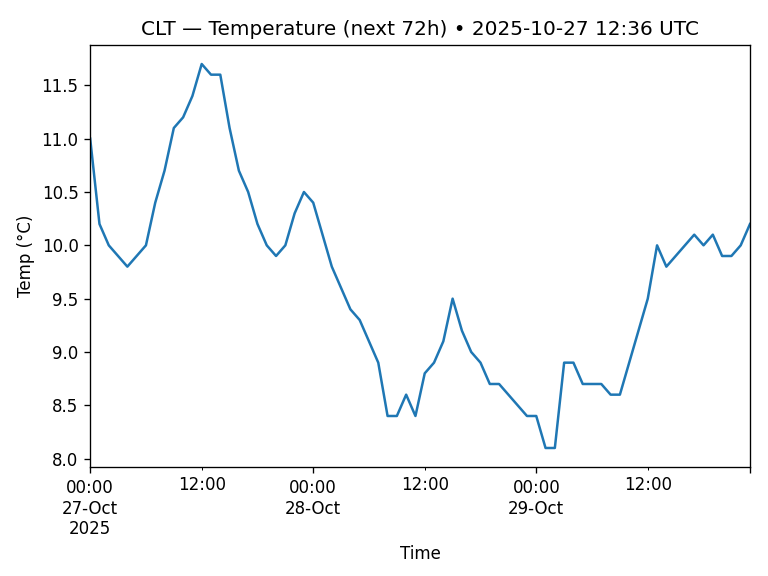 CLT — Temperature (next 72h) • 2025-10-27 12:36 UTC
Temp (°C)
11.5
11.0
10.5
10.0
9.5
9.0
8.5
8.0
00:00 12:00 00:00 12:00 00:00 12:00
27-Oct 28-Oct 29-Oct
2025
Time